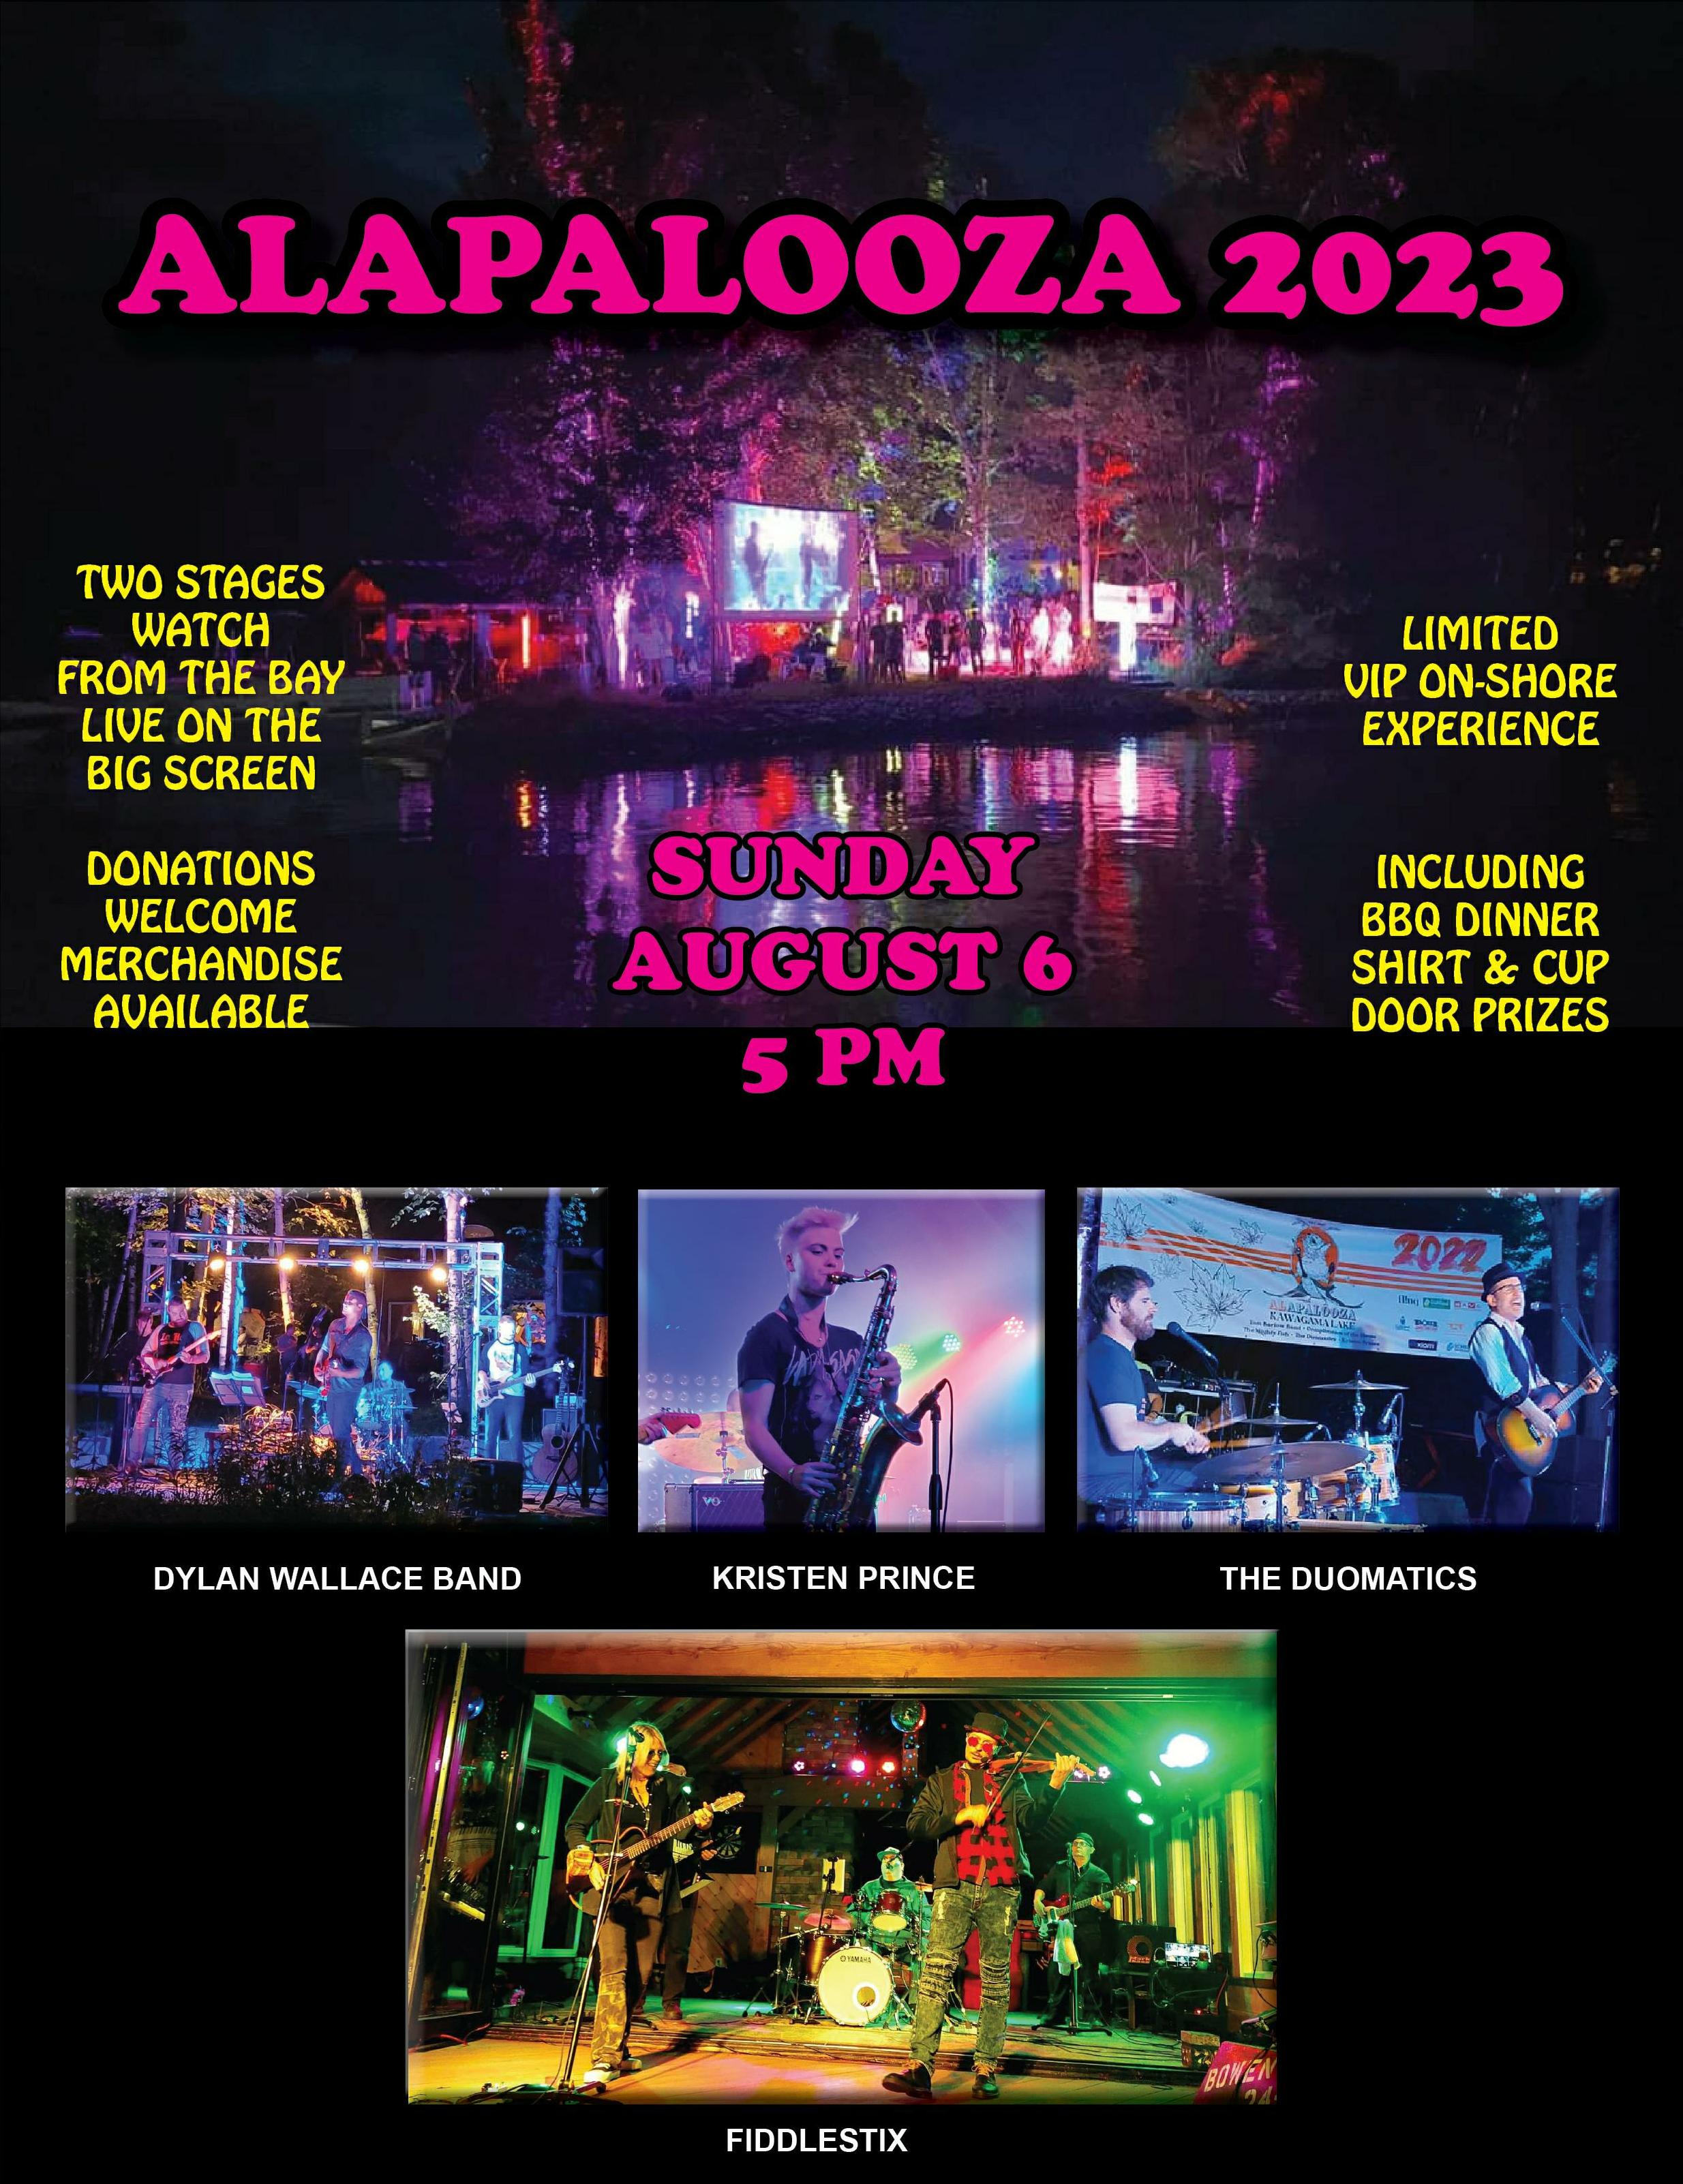 ALAPALOOZA 2023
TWO STAGES
WATCH
FROM THE BAY
LIVE ON THE
BIG SCREEN
LIMITED
VIP ON-SHORE
EXPERIENCE
DONATIONS
WELCOME
MERCHANDISE
AVAILABLE
SUNDAY
AUGUST 6
5 PM
INCLUDING
BBQ DINNER
SHIRT & CUP
DOOR PRIZES
2022
ALAPALOOZA
KAWAGAMA LAKE
DYLAN WALLACE BAND
KRISTEN PRINCE
THE DUOMATICS
YAMAHA
BOWEN
FIDDLESTIX